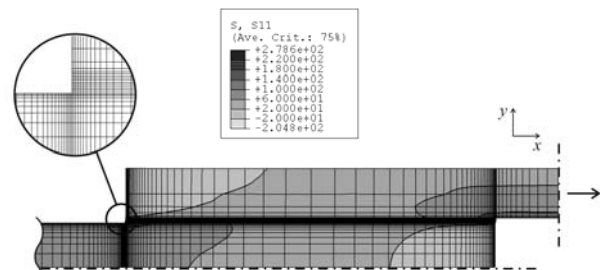 S, S11
(Ave. Crit.: 75%)
+2.786e+02
+2.200e+02
+1.800e+02
+1.400e+02
+1.000e+02
+6.000e+01
+2.000e+01
-2.000e+01
-2.048e+02
y
x